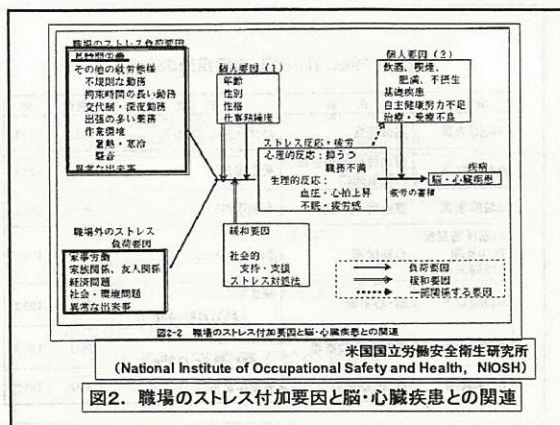 職場のストレス負荷要因
長時間労働
その他の就労態様
不規則な勤務
拘束時間の長い勤務
交代制・深夜勤務
出張の多い業務
作業環境
暑熱・寒冷
騒音
異常な出来事
個人要因(1)
年齢
性別
性格
仕事熟練度
個人要因(2)
飲酒、喫煙、
肥満、不摂生
基礎疾患
自主健康努力不足
治療・受療不良
ストレス反応・疲労
心理的反応:抑うつ
職務不満
生理的反応:
血圧・心拍上昇
不眠・疲労感
疾病
脳・心臓疾患
疲労の蓄積
職場外のストレス
負荷要因
家事労働
家族関係、友人関係
経済問題
社会・環境問題
異常な出来事
緩和要因
社会的
支持・支援
ストレス対処法
負荷要因
緩和要因
一部関係する要因
図2-2 職場のストレス付加要因と脳・心臓疾患との関連
米国国立労働安全衛生研究所
(National Institute of Occupational Safety and Health, NIOSH)
図2. 職場のストレス付加要因と脳・心臓疾患との関連